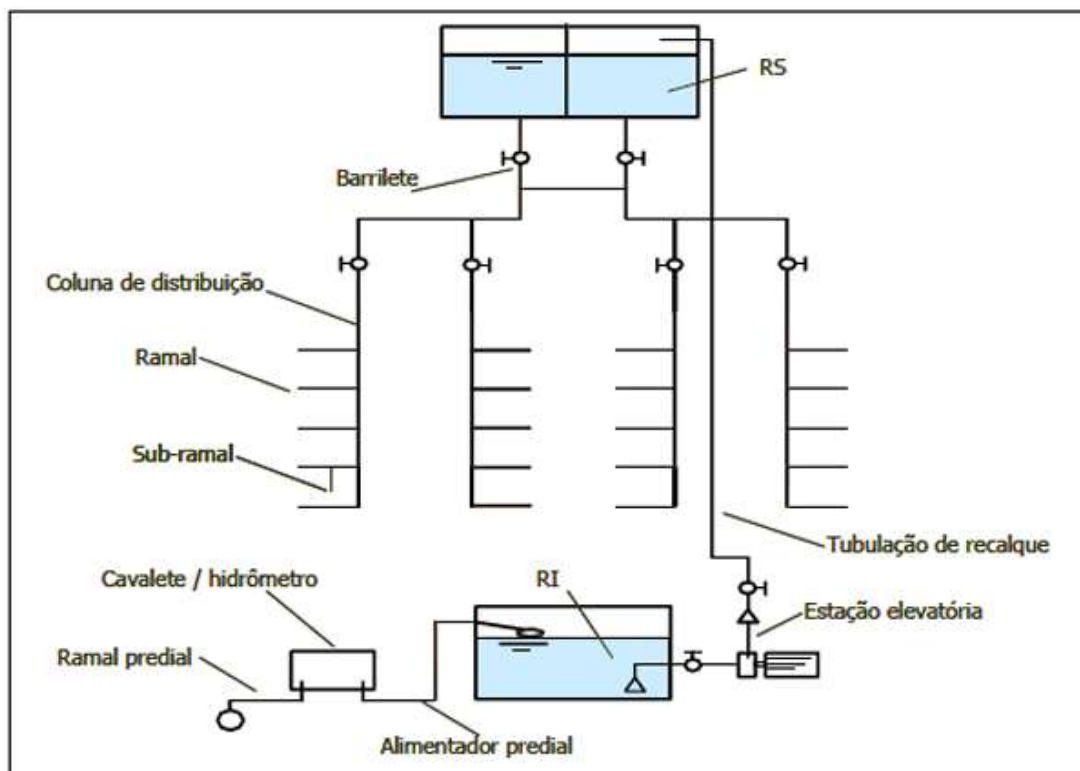 RS
Barrilete
Coluna de distribuição
Ramal
Sub-ramal
Tubulação de recalque
Cavalete / hidrômetro
RI
Estação elevatória
Ramal predial
Alimentador predial